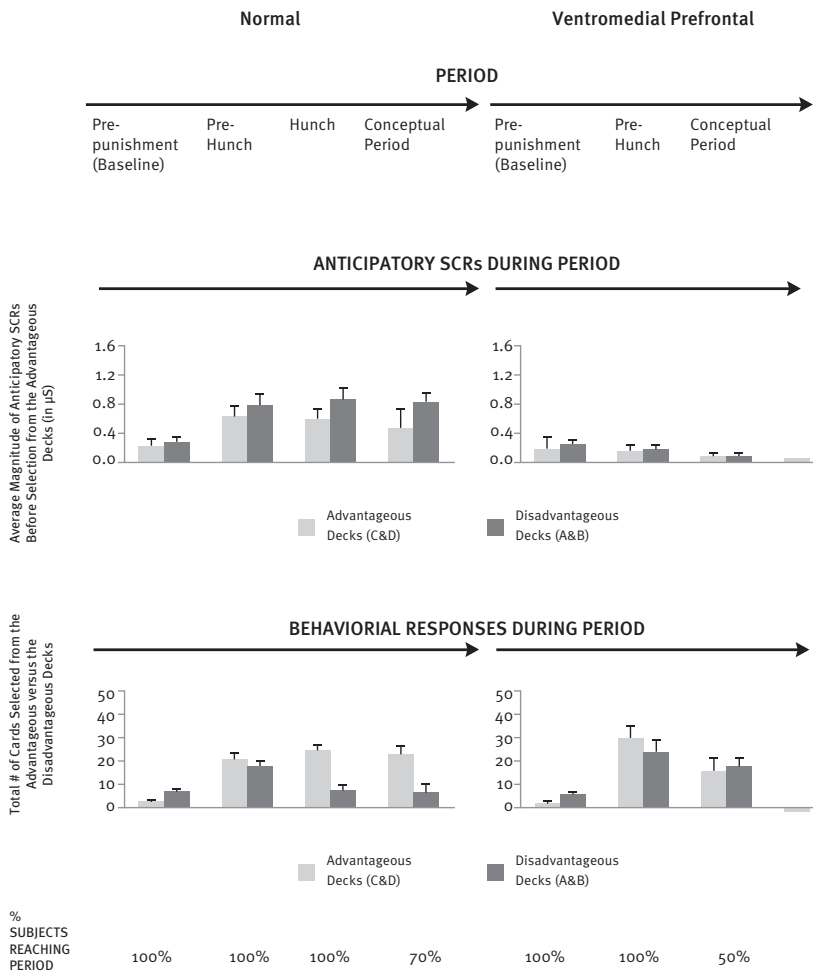 Normal
Ventromedial Prefrontal
PERIOD
Pre-
punishment
(Baseline)
Pre-
Hunch
Hunch
Conceptual
Period
Pre-
punishment
(Baseline)
Pre-
Hunch
Conceptual
Period
ANTICIPATORY SCRs DURING PERIOD
Average Magnitude of Anticipatory SCRs
Before Selection from the Advantageous
Decks (in µS)
1.6
1.2
0.8
0.4
0.0
1.6
1.2
0.8
0.4
0.0
Advantageous
Decks (C&D)
Disadvantageous
Decks (A&B)
BEHAVIORIAL RESPONSES DURING PERIOD
Total # of Cards Selected from the
Advantageous versus the
Disadvantageous Decks
50
40
30
20
10
0
50
40
30
20
10
0
Advantageous
Decks (C&D)
Disadvantageous
Decks (A&B)
%
SUBJECTS
REACHING
PERIOD
100% 100% 100% 70% 100% 100% 50%